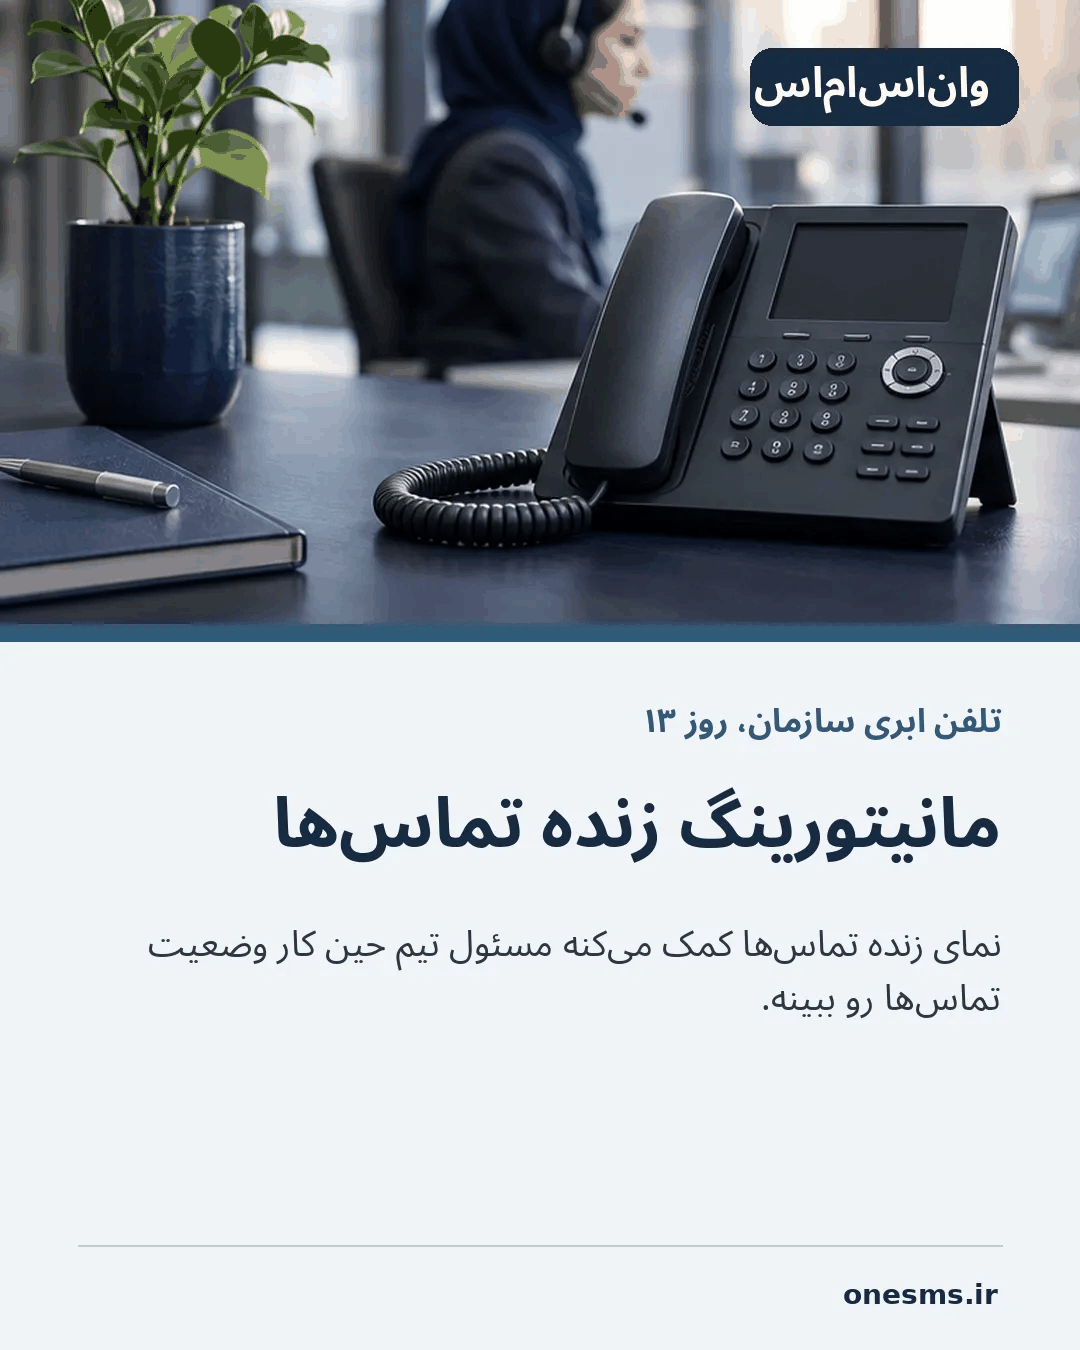 وان‌اس‌ام‌اس
تلفن ابری سازمان، روز ۱۳
مانیتورینگ زنده تماس‌ها
نمای زنده تماس‌ها کمک می‌کنه مسئول تیم حین کار وضعیت
تماس‌ها رو ببینه.
onesms.ir